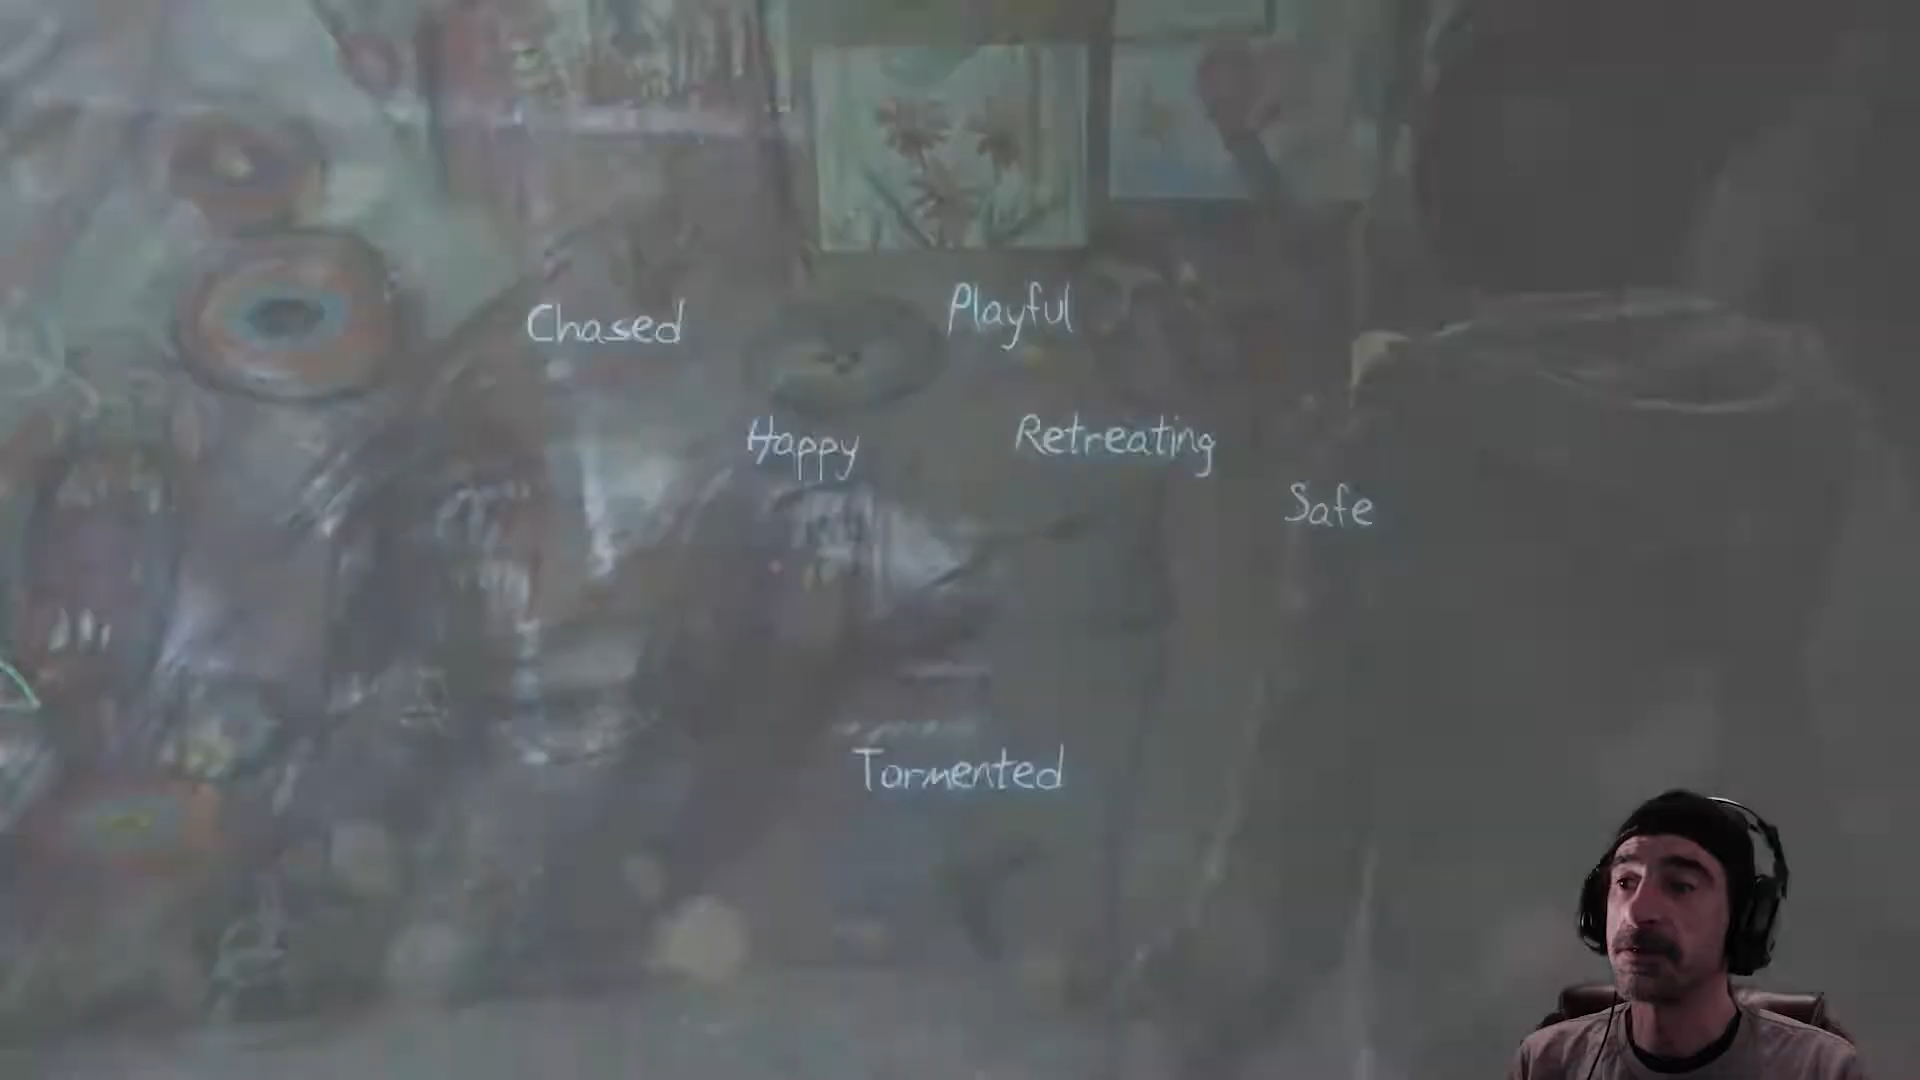 Playful
Chased
Retreating
Happy
Safe
Tormented